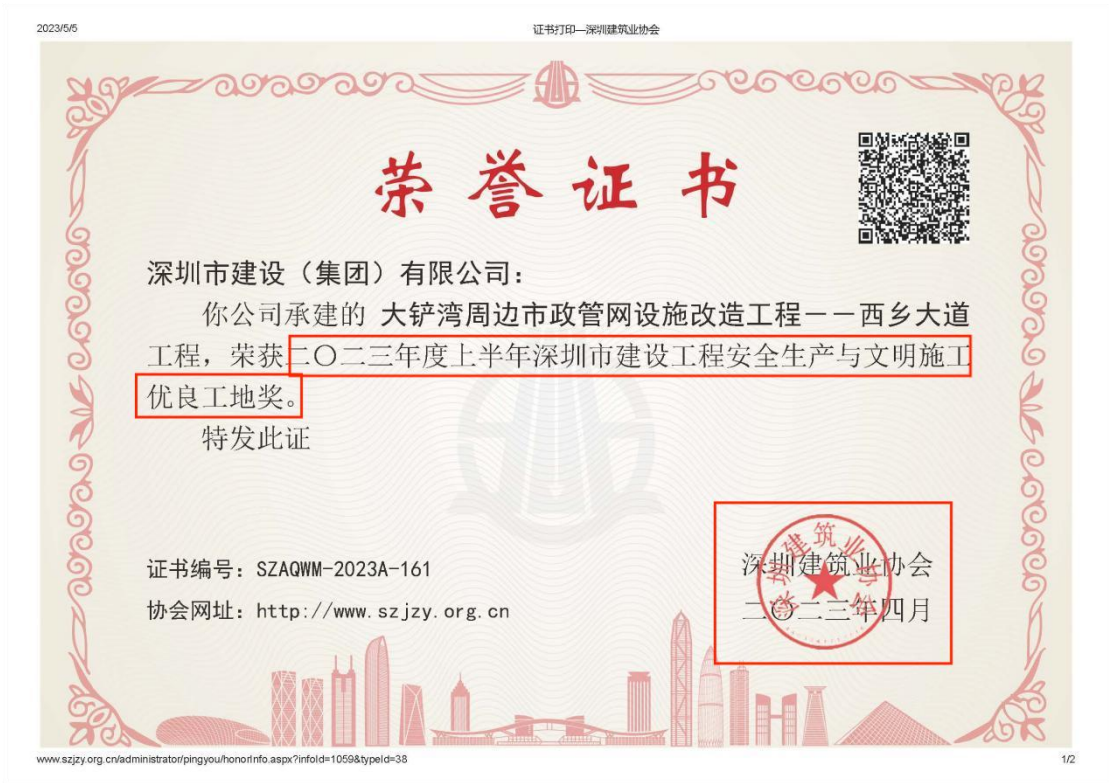 2023/5/5
证书打印—深圳建筑业协会
荣誉证书
深圳市建设（集团）有限公司：
你公司承建的 大铲湾周边市政管网设施改造工程——西乡大道
工程，荣获二〇二三年度上半年深圳市建设工程安全生产与文明施工
优良工地奖。
特发此证
证书编号：SZAQWM-2023A-161
协会网址：http://www.szjzy.org.cn
深圳建筑业协会
二〇二三年四月
深圳建筑业协会
www.szjzy.org.cn/administrator/pingyou/honorInfo.aspx?infoId=1059&typeId=38
1/2